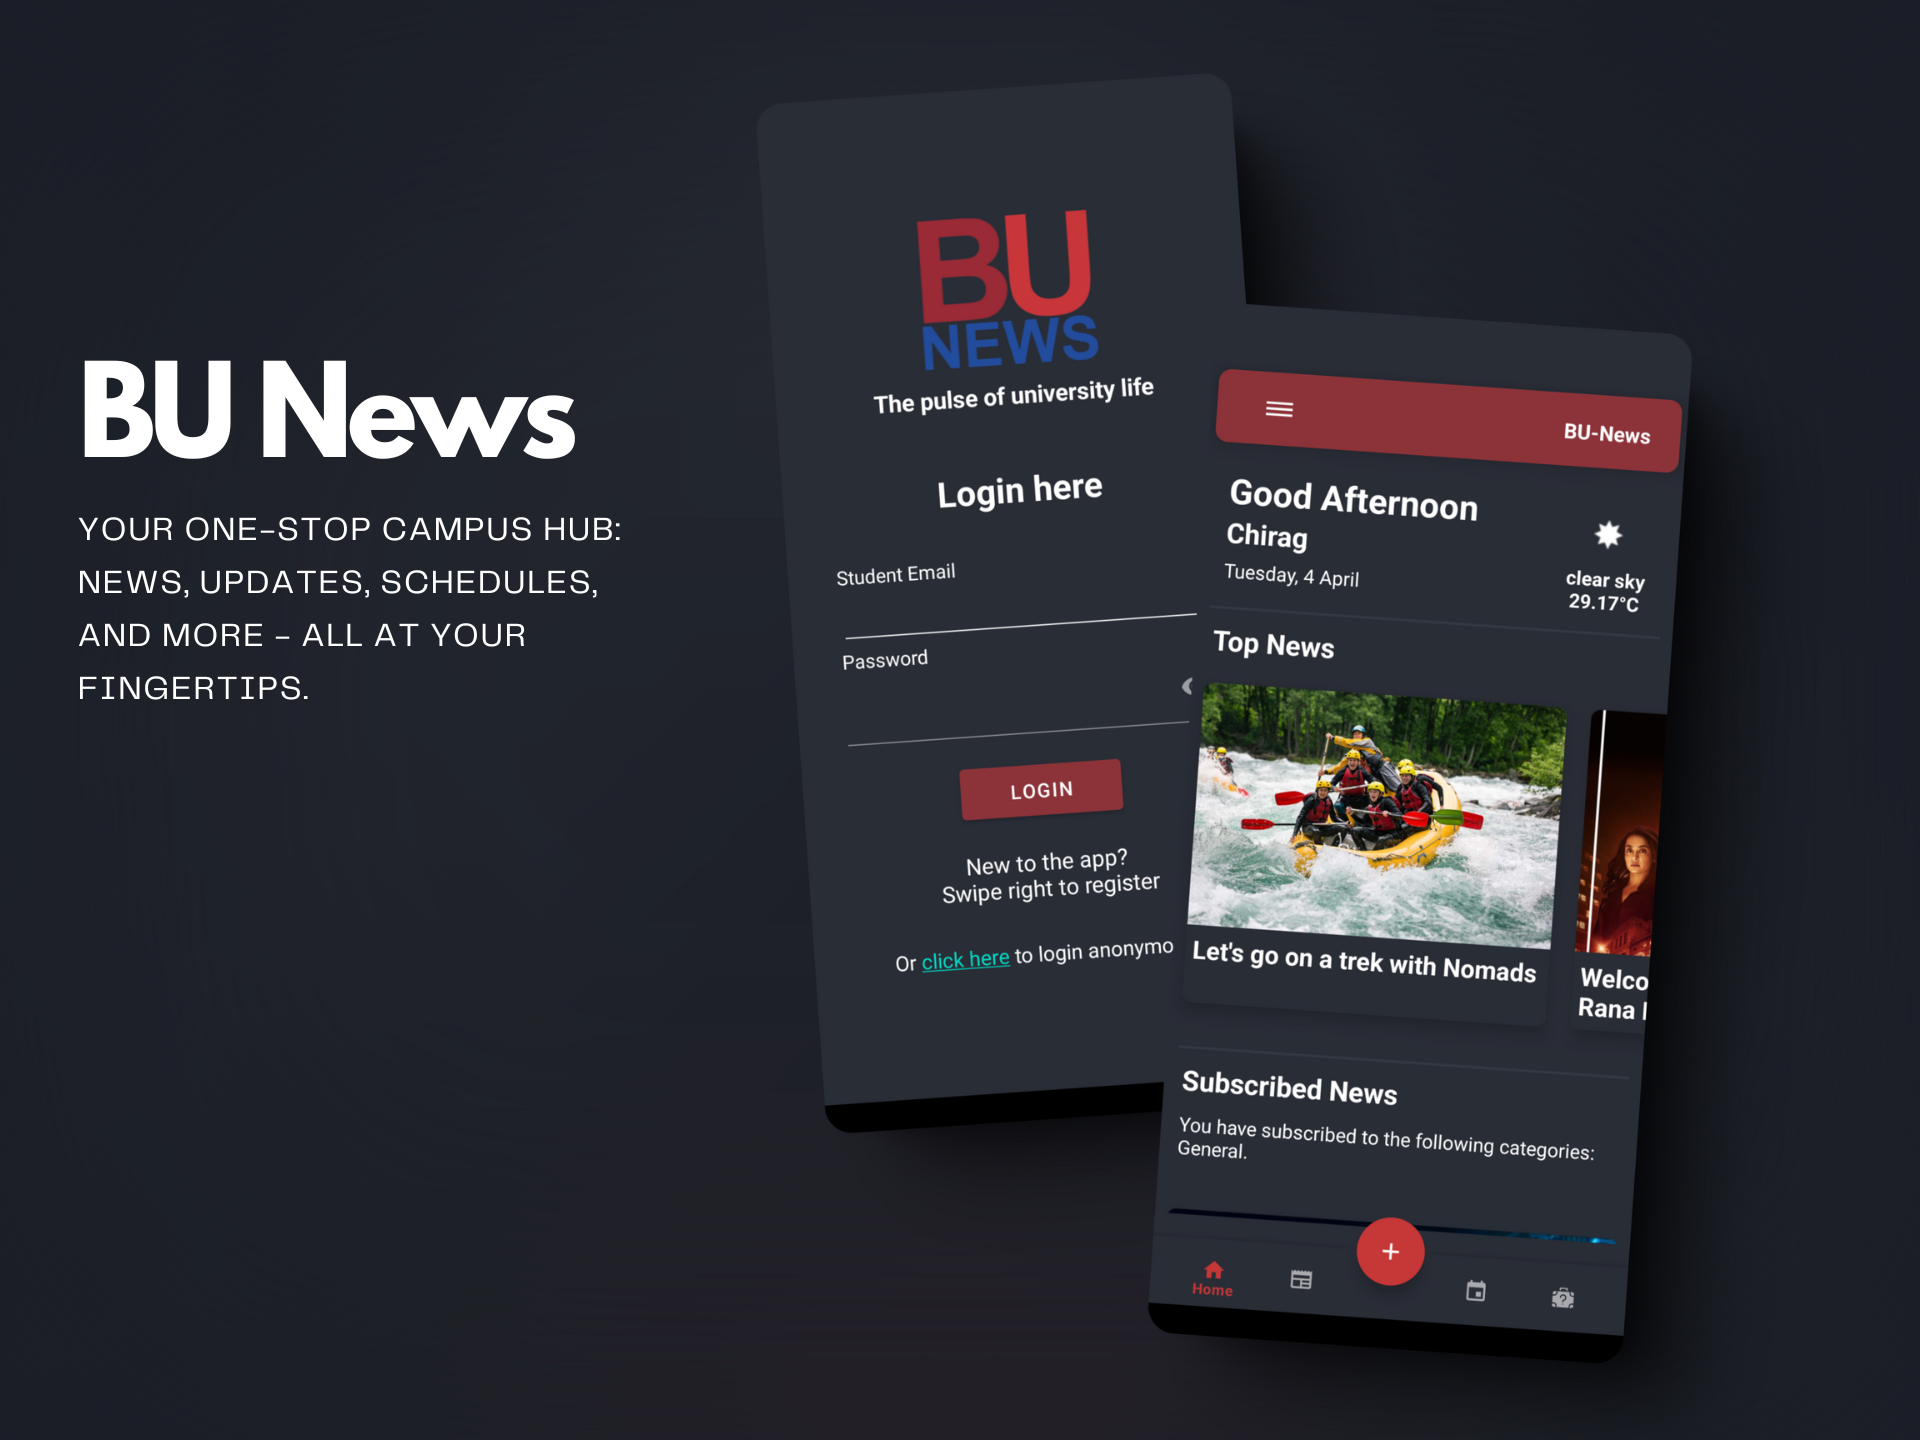 BU News
YOUR ONE-STOP CAMPUS HUB:
NEWS, UPDATES, SCHEDULES,
AND MORE - ALL AT YOUR
FINGERTIPS.
BU
NEWS
The pulse of university life
Login here
Student Email
Password
LOGIN
New to the app?
Swipe right to register
Or click here to login anonymo
BU-News
Good Afternoon
Chirag
Tuesday, 4 April
clear sky
29.17°C
Top News
Let's go on a trek with Nomads
Welco
Rana
Subscribed News
You have subscribed to the following categories:
General.
+
Home